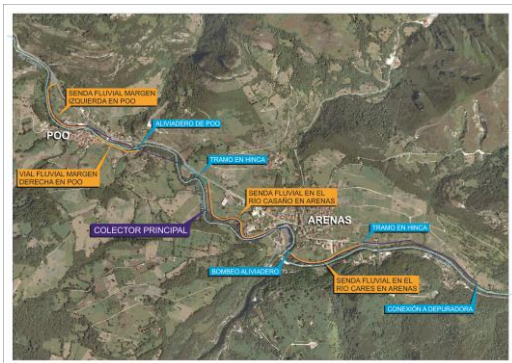 SENDA FLUVIAL MARGEN
IZQUIERDA EN POO
ALIVIADERO DE POO
POO
VIAL FLUVIAL MARGEN
DERECHA EN POO
TRAMO EN HINCA
SENDA FLUVIAL EN EL
RÍO CASAÑO EN ARENAS
COLECTOR PRINCIPAL
ARENAS
TRAMO EN HINCA
BOMBEO ALIVIADERO
SENDA FLUVIAL EN EL
RÍO CARES EN ARENAS
CONEXIÓN A DEPURADORA